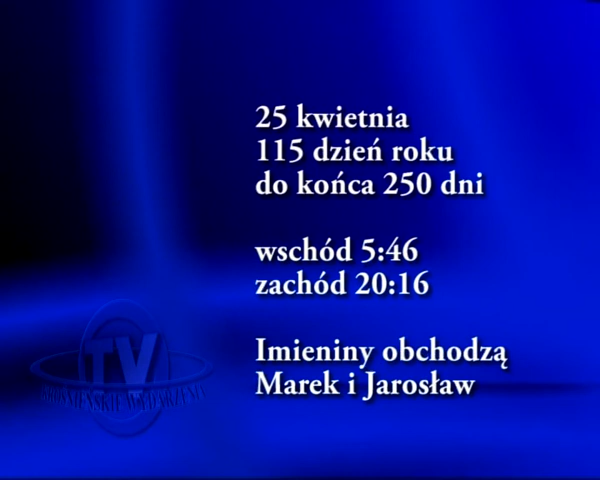 25 kwietnia
115 dzień roku
do końca 250 dni
wschód 5:46
zachód 20:16
Imieniny obchodzą
Marek i Jarosław
TV
WYDARZENIA